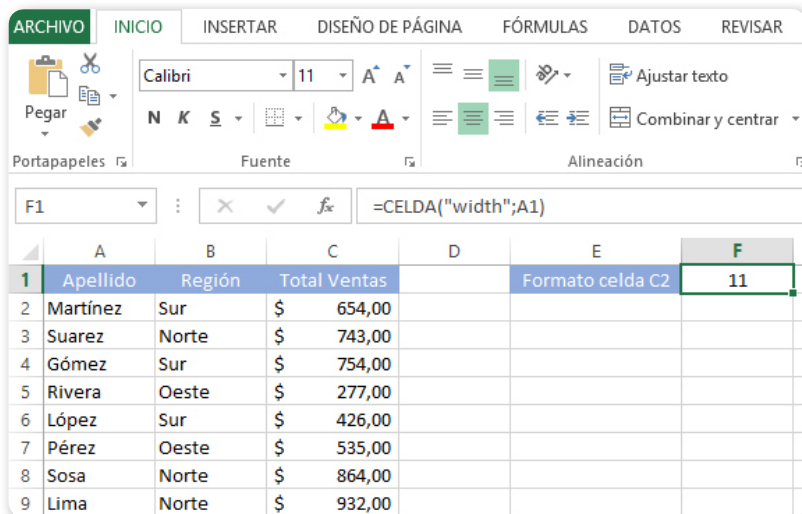 ARCHIVO INICIO INSERTAR DISEÑO DE PÁGINA FÓRMULAS DATOS REVISAR
Calibri 11 A A Ajustar texto
Pegar N K S A Combinar y centrar
Portapapeles Fuente Alineación
F1 fx =CELDA("width";A1)
A B C D E F
1 Apellido Región Total Ventas Formato celda C2 11
2 Martínez Sur $ 654,00
3 Suarez Norte $ 743,00
4 Gómez Sur $ 754,00
5 Rivera Oeste $ 277,00
6 López Sur $ 426,00
7 Pérez Oeste $ 535,00
8 Sosa Norte $ 864,00
9 Lima Norte $ 932,00